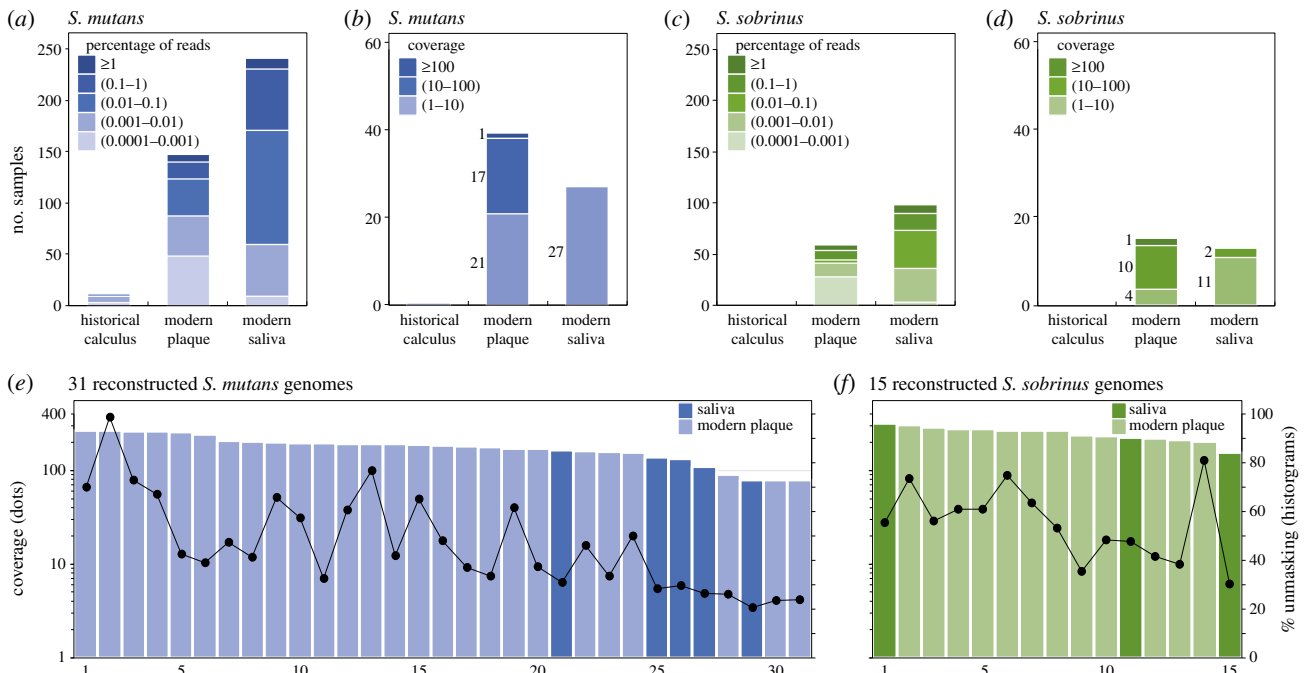 (a) S. mutans
percentage of reads
≥1
(0.1–1)
(0.01–0.1)
(0.001–0.01)
(0.0001–0.001)
250
200
150
100
50
0
no. samples
historical calculus
modern plaque
modern saliva
(b) S. mutans
coverage
≥100
(10–100)
(1–10)
60
40
20
0
1
17
21
27
historical calculus
modern plaque
modern saliva
(c) S. sobrinus
percentage of reads
≥1
(0.1–1)
(0.01–0.1)
(0.001–0.01)
(0.0001–0.001)
250
200
150
100
50
0
historical calculus
modern plaque
modern saliva
(d) S. sobrinus
coverage
≥100
(10–100)
(1–10)
60
40
20
0
1
10
4
2
11
historical calculus
modern plaque
modern saliva
(e) 31 reconstructed S. mutans genomes
saliva
modern plaque
400
100
10
1
coverage (dots)
1 5 10 15 20 25 30
(f) 15 reconstructed S. sobrinus genomes
saliva
modern plaque
100
80
60
40
20
0
% unmasking (historgrams)
1 5 10 15